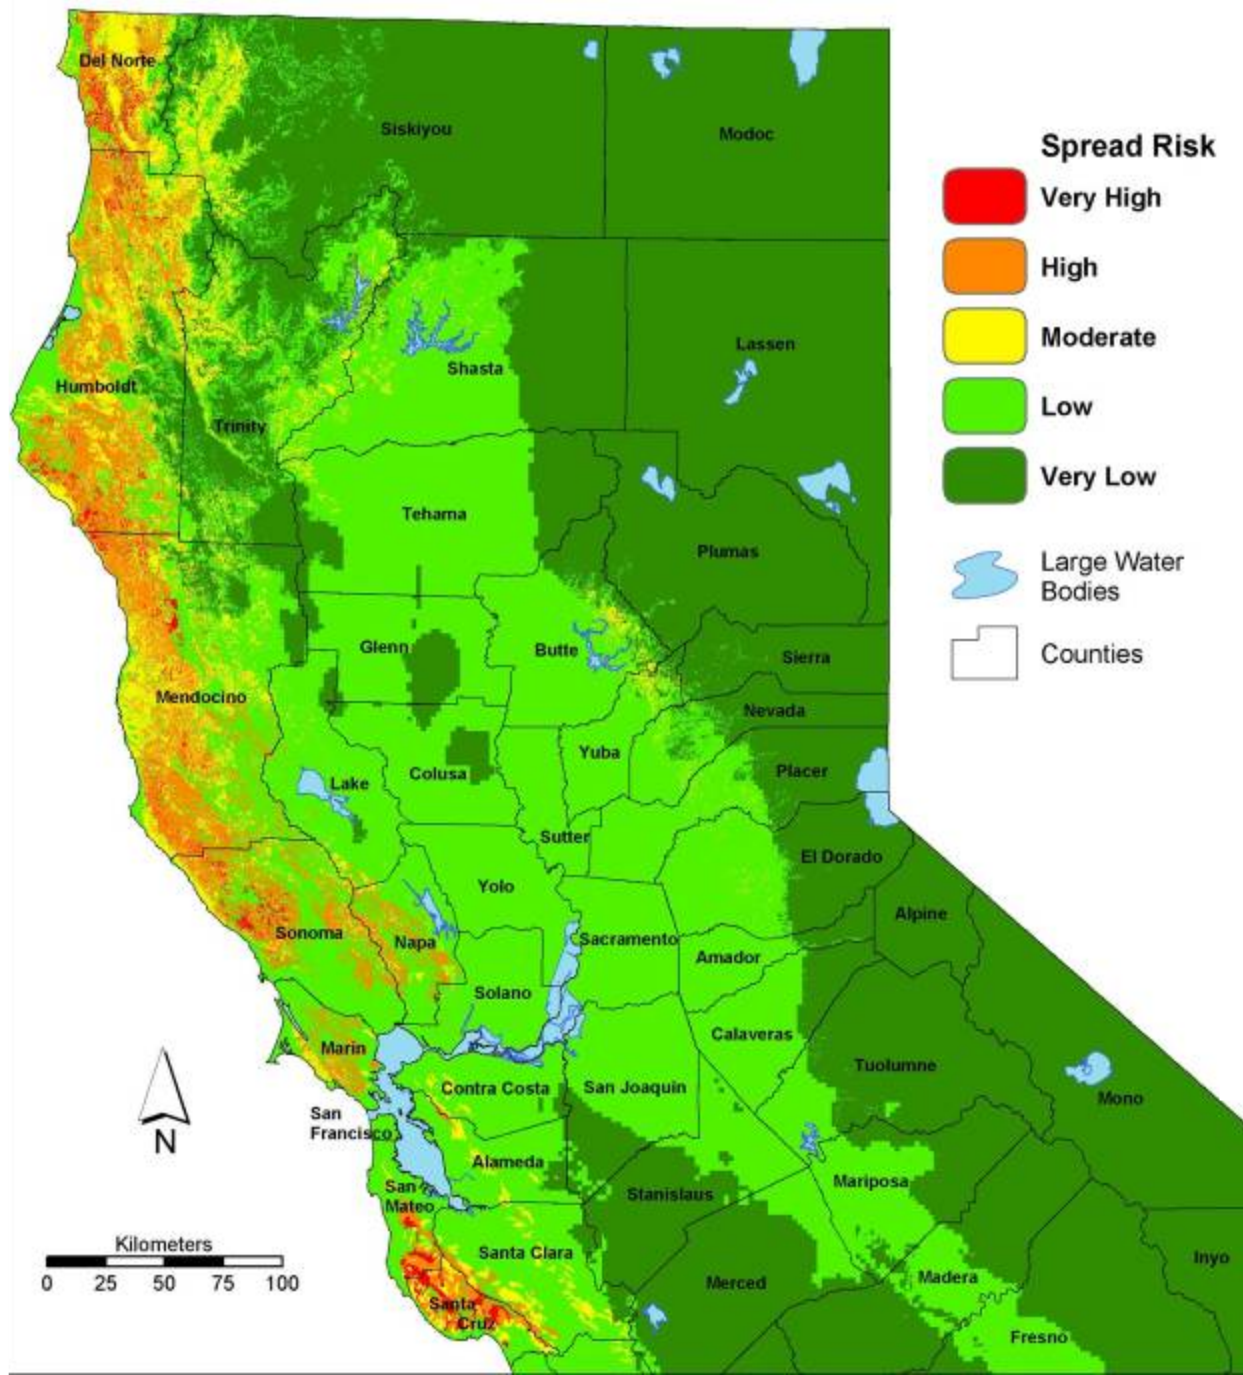 Del Norte
Siskiyou
Modoc
Spread Risk
Very High
High
Moderate
Low
Very Low
Large Water
Bodies
Counties
Lassen
Shasta
Humboldt
Trinity
Tehama
Plumas
Glenn
Butte
Sierra
Mendocino
Nevada
Yuba
Placer
Colusa
Lake
Sutter
El Dorado
Yolo
Alpine
Sonoma
Napa
Sacramento
Amador
Solano
Calaveras
Marin
Tuolumne
Contra Costa
San Joaquin
Mono
San
Francisco
N
Alameda
Mariposa
San
Mateo
Stanislaus
Kilometers
0 25 50 75 100
Santa Clara
Inyo
Merced
Madera
Santa
Cruz
Fresno